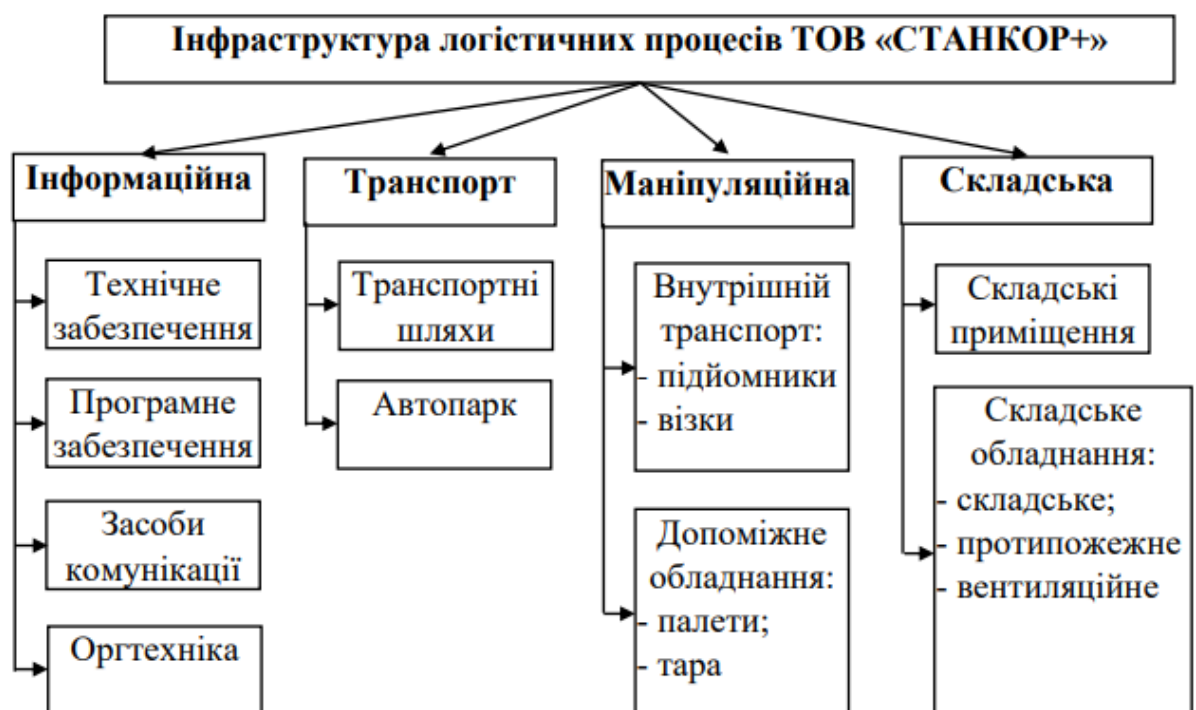 Інфраструктура логістичних процесів ТОВ «СТАНКОР+»
Інформаційна
Технічне
забезпечення
Програмне
забезпечення
Засоби
комунікації
Оргтехніка
Транспорт
Транспортні
шляхи
Автопарк
Маніпуляційна
Внутрішній
транспорт:
- підйомники
- візки
Допоміжне
обладнання:
- палети;
- тара
Складська
Складські
приміщення
Складське
обладнання:
- складське;
- протипожежне
- вентиляційне